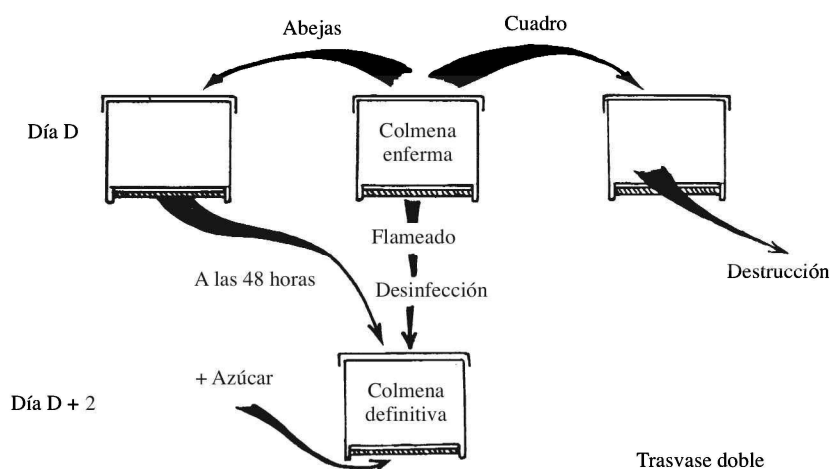 Abejas
Cuadro
Día D
Colmena
enferma
Flameado
Destrucción
A las 48 horas
Desinfección
+ Azúcar
Colmena
definitiva
Día D + 2
Trasvase doble